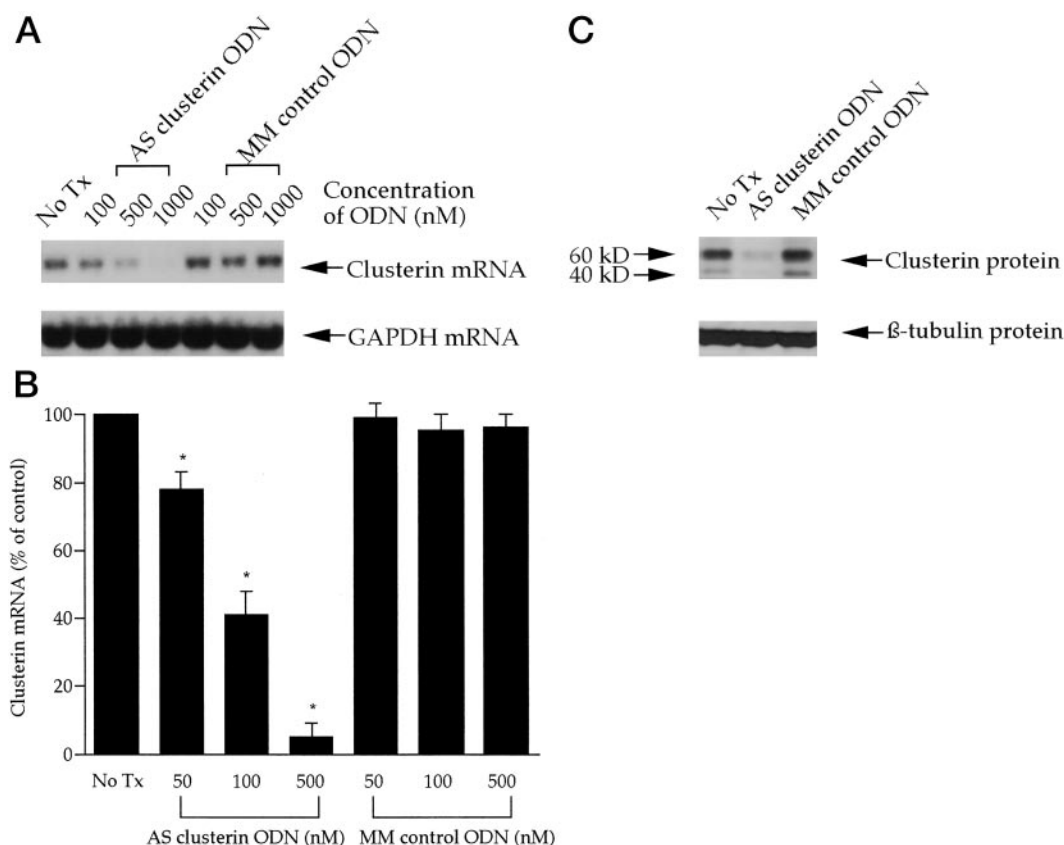 A
AS clusterin ODN
MM control ODN
No Tx
100
500
1000
100
500
1000
Concentration
of ODN (nM)
Clusterin mRNA
GAPDH mRNA
C
No Tx
AS clusterin ODN
MM control ODN
60 kD
40 kD
Clusterin protein
ß-tubulin protein
B
Clusterin mRNA (% of control)
100
80
60
40
20
0
*
*
*
No Tx 50 100 500 50 100 500
AS clusterin ODN (nM) MM control ODN (nM)